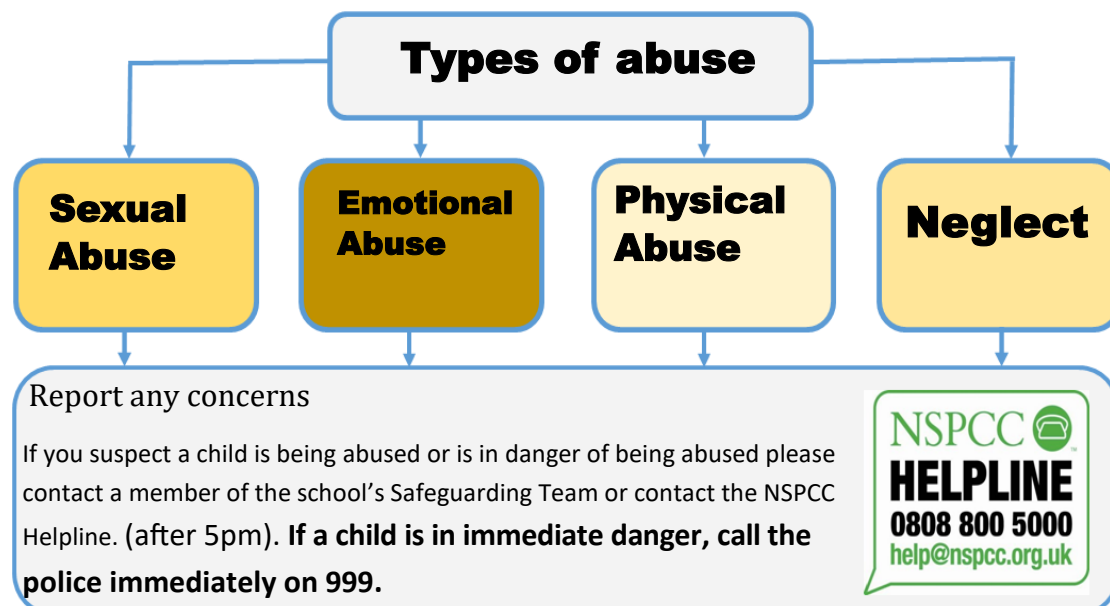 Types of abuse
Sexual
Abuse
Emotional
Abuse
Physical
Abuse
Neglect
Report any concerns
If you suspect a child is being abused or is in danger of being abused please
contact a member of the school’s Safeguarding Team or contact the NSPCC
Helpline. (after 5pm). If a child is in immediate danger, call the
police immediately on 999.
NSPCC
HELPLINE
0808 800 5000
help@nspcc.org.uk